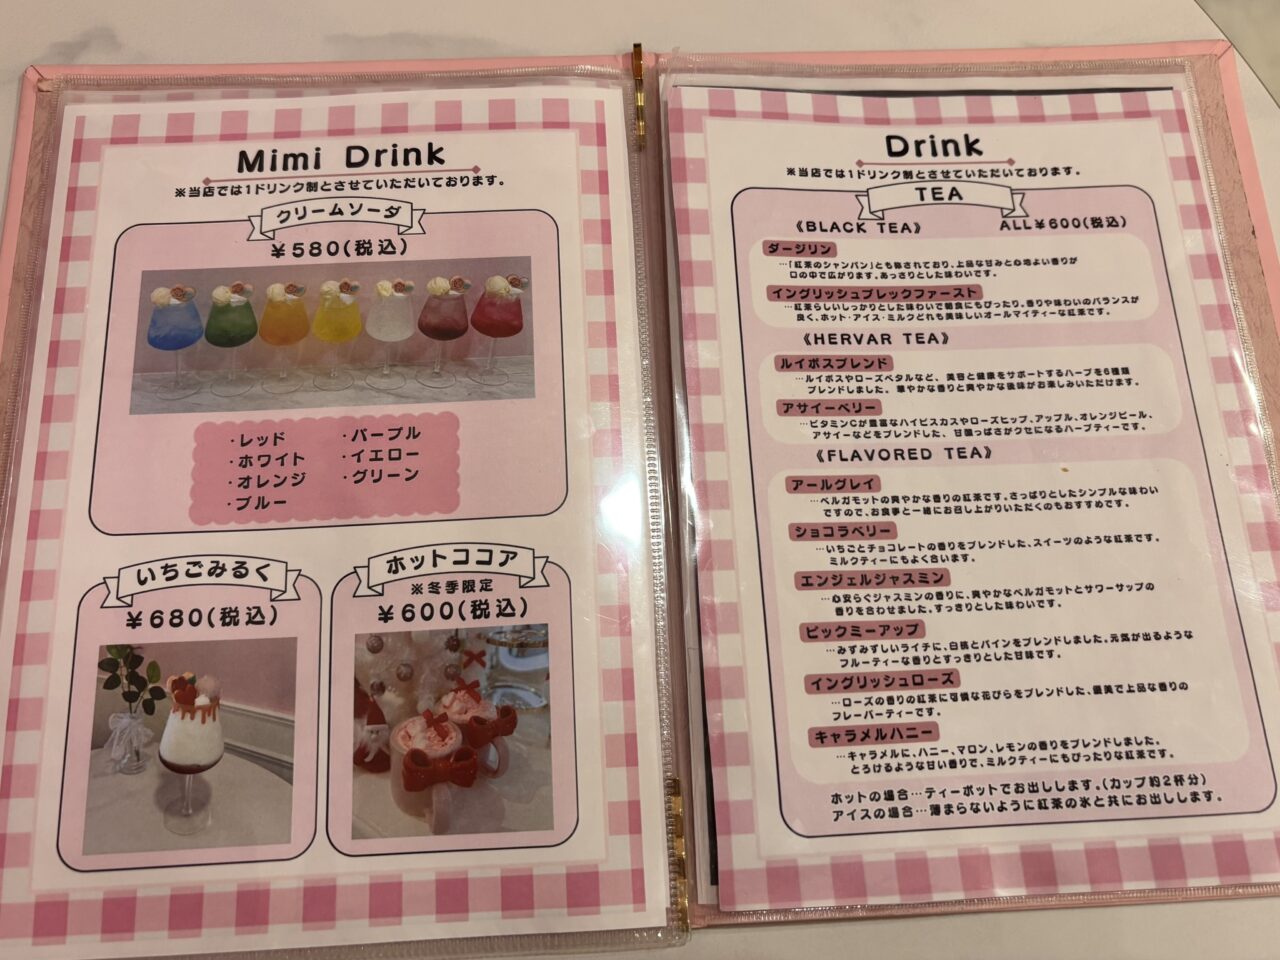 Mimi Drink
※当店では1ドリンク制とさせていただいております。
クリームソーダ
¥580(税込)
・レッド
・ホワイト
・オレンジ
・ブルー
・パープル
・イエロー
・グリーン
いちごみるく
¥680(税込)
ホットココア
※冬季限定
¥600(税込)
Drink
※当店では1ドリンク制とさせていただいております。
TEA
《BLACK TEA》 ALL¥600(税込)
ダージリン
…「紅茶のシャンパン」とも称されており、上品な甘みと心地よい香りが
口の中で広がります。あっさりとした味わいです。
イングリッシュブレックファースト
…紅茶らしいしっかりとした味わいで朝食にもぴったり。香りや味わいのバランスが
良く、ホット・アイス・ミルクどれも美味しいオールマイティーな紅茶です。
《HERVAR TEA》
ルイボスブレンド
…ルイボスやローズペタルなど、美容と健康をサポートするハーブを6種類
ブレンドしました。華やかな香りと爽やかな後味がお楽しみいただけます。
アサイーベリー
…ビタミンCが豊富なハイビスカスやローズヒップ、アップル、オレンジピール、
アサイーなどをブレンドした、甘酸っぱさがクセになるハーブティーです。
《FLAVORED TEA》
アールグレイ
…ベルガモットの爽やかな香りの紅茶です。さっぱりとしたシンプルな味わい
ですので、お食事と一緒にお召し上がりいただくのもおすすめです。
ショコラベリー
…いちごとチョコレートの香りをブレンドした、スイーツのような紅茶です。
ミルクティーにもよく合います。
エンジェルジャスミン
…心安らぐジャスミンの香りに、爽やかなベルガモットとサワーサップの
香りを合わせました。すっきりとした味わいです。
ピックミーアップ
…みずみずしいライチに、白桃とパインをブレンドしました。元気が出るような
フルーティーな香りとすっきりとした甘味です。
イングリッシュローズ
…ローズの香りの紅茶に可憐な花びらをブレンドした、優美で上品な香りの
フレーバーティーです。
キャラメルハニー
…キャラメルに、ハニー、マロン、レモンの香りをブレンドしました。
とろけるような甘い香りで、ミルクティーにもぴったりな紅茶です。
ホットの場合…ティーポットでお出しします。(カップ約2杯分)
アイスの場合…薄まらないように紅茶の氷と共にお出しします。